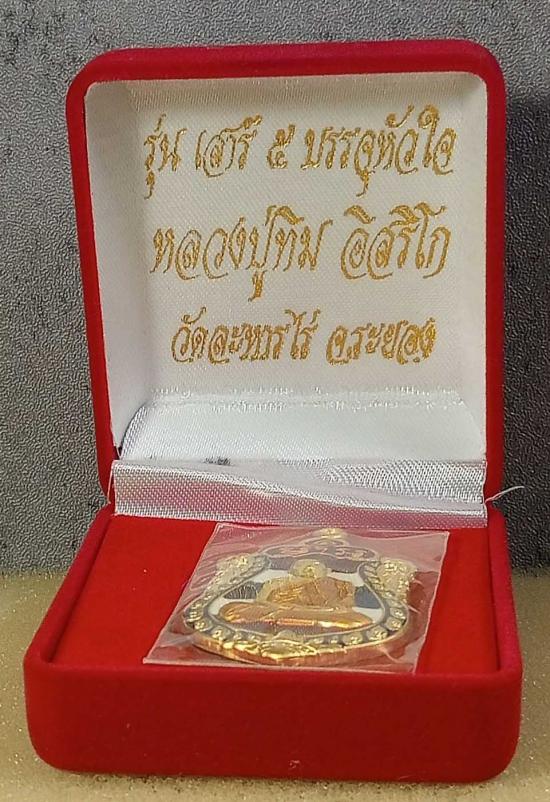 รุ่น เสาร์ ๕ บรรจุหัวใจ
หลวงปู่ทิม อิสริโก
วัดละหารไร่ จ.ระยอง